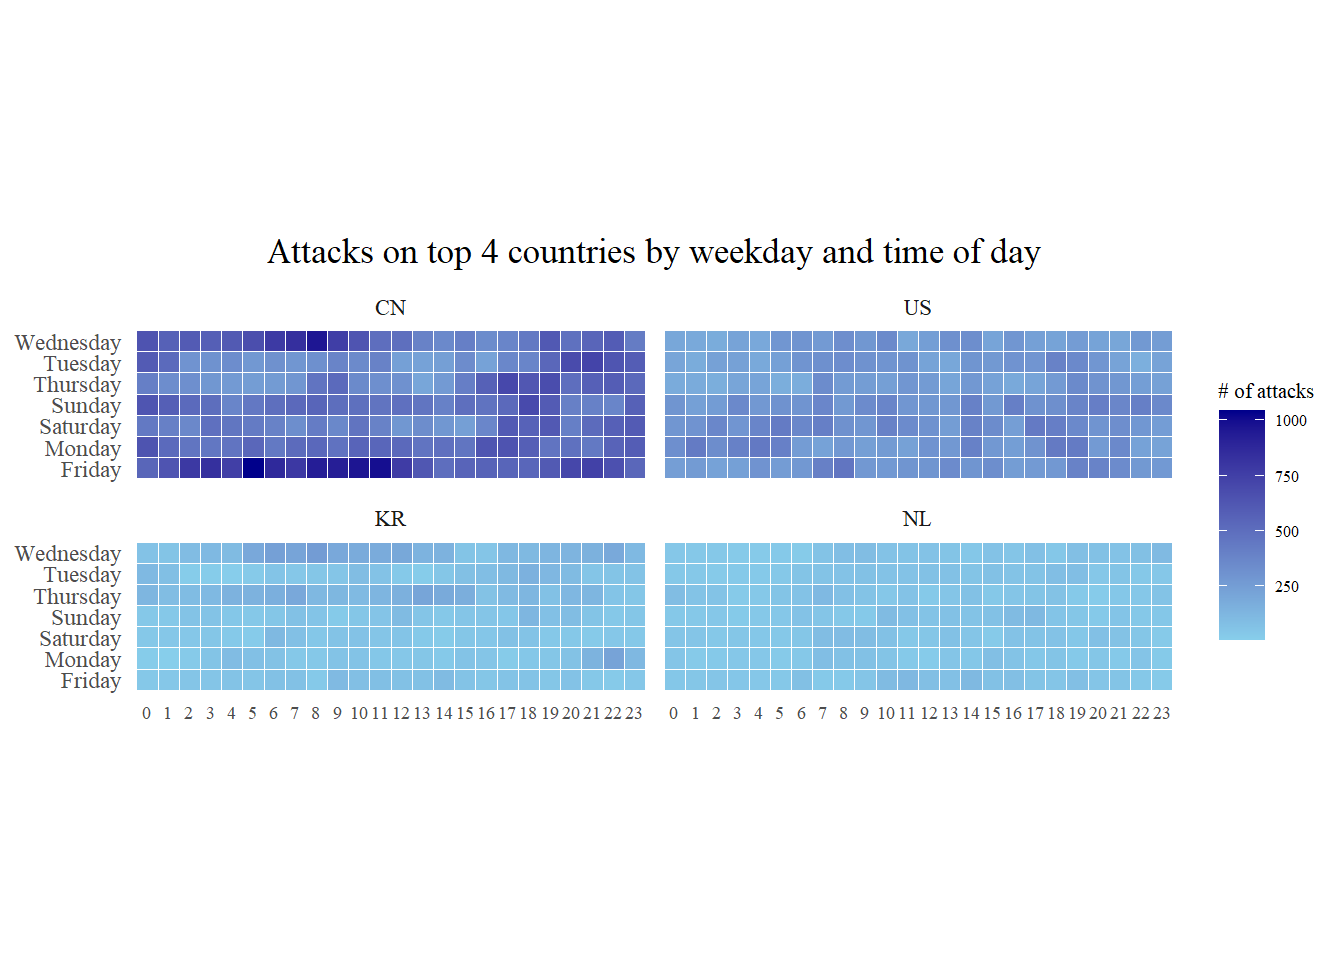 Attacks on top 4 countries by weekday and time of day
CN
US
Wednesday
Tuesday
Thursday
Sunday
Saturday
Monday
Friday
# of attacks
1000
750
500
250
KR
NL
Wednesday
Tuesday
Thursday
Sunday
Saturday
Monday
Friday
0 1 2 3 4 5 6 7 8 9 10 11 12 13 14 15 16 17 18 19 20 21 22 23
0 1 2 3 4 5 6 7 8 9 10 11 12 13 14 15 16 17 18 19 20 21 22 23